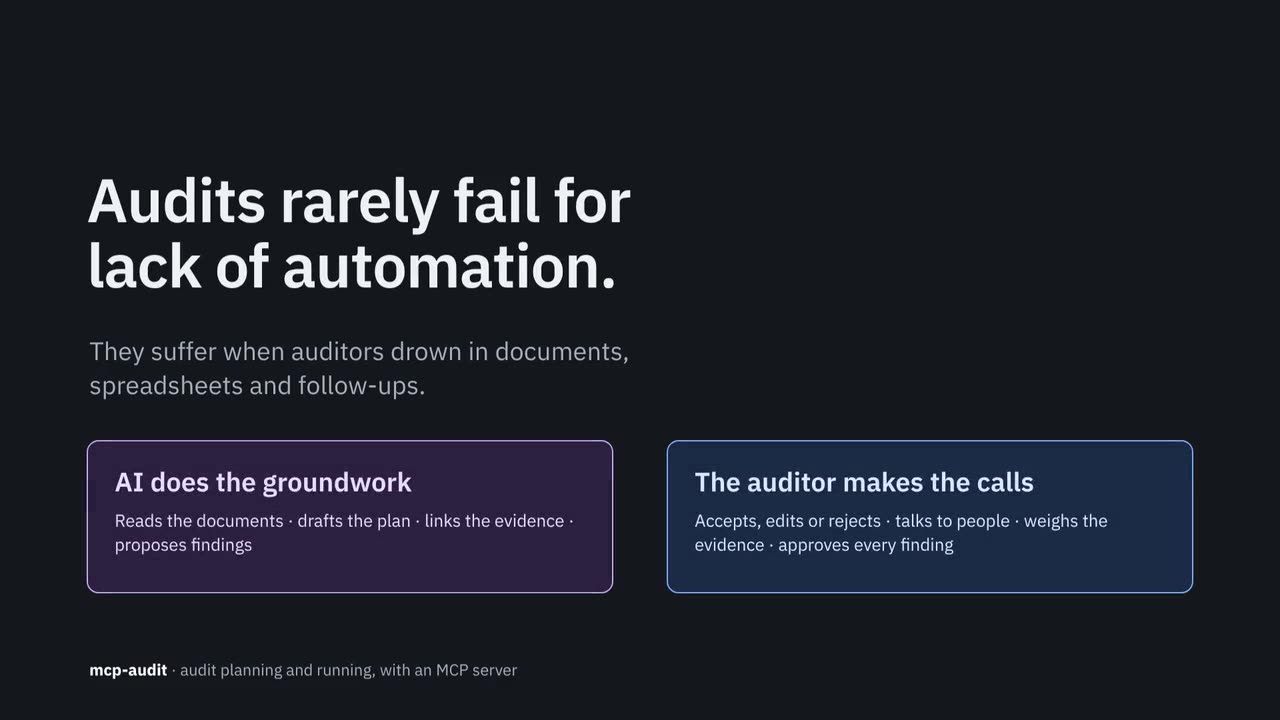 Audits rarely fail for
lack of automation.
They suffer when auditors drown in documents,
spreadsheets and follow-ups.
AI does the groundwork
Reads the documents · drafts the plan · links the evidence ·
proposes findings
The auditor makes the calls
Accepts, edits or rejects · talks to people · weighs the
evidence · approves every finding
mcp-audit · audit planning and running, with an MCP server